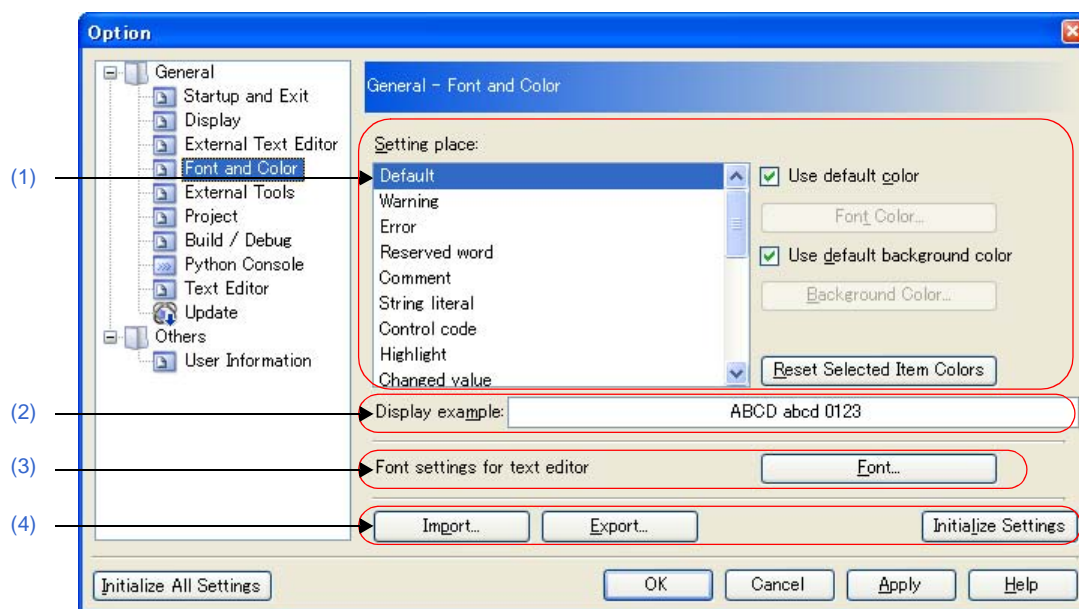 Option
General
Startup and Exit
Display
External Text Editor
Font and Color
External Tools
Project
Build / Debug
Python Console
Text Editor
Update
Others
User Information
General - Font and Color
(1)
Setting place:
Default
Warning
Error
Reserved word
Comment
String literal
Control code
Highlight
Changed value
Use default color
Font Color...
Use default background color
Background Color...
Reset Selected Item Colors
(2)
Display example:
ABCD abcd 0123
(3)
Font settings for text editor
Font...
(4)
Import...
Export...
Initialize Settings
Initialize All Settings
OK
Cancel
Apply
Help